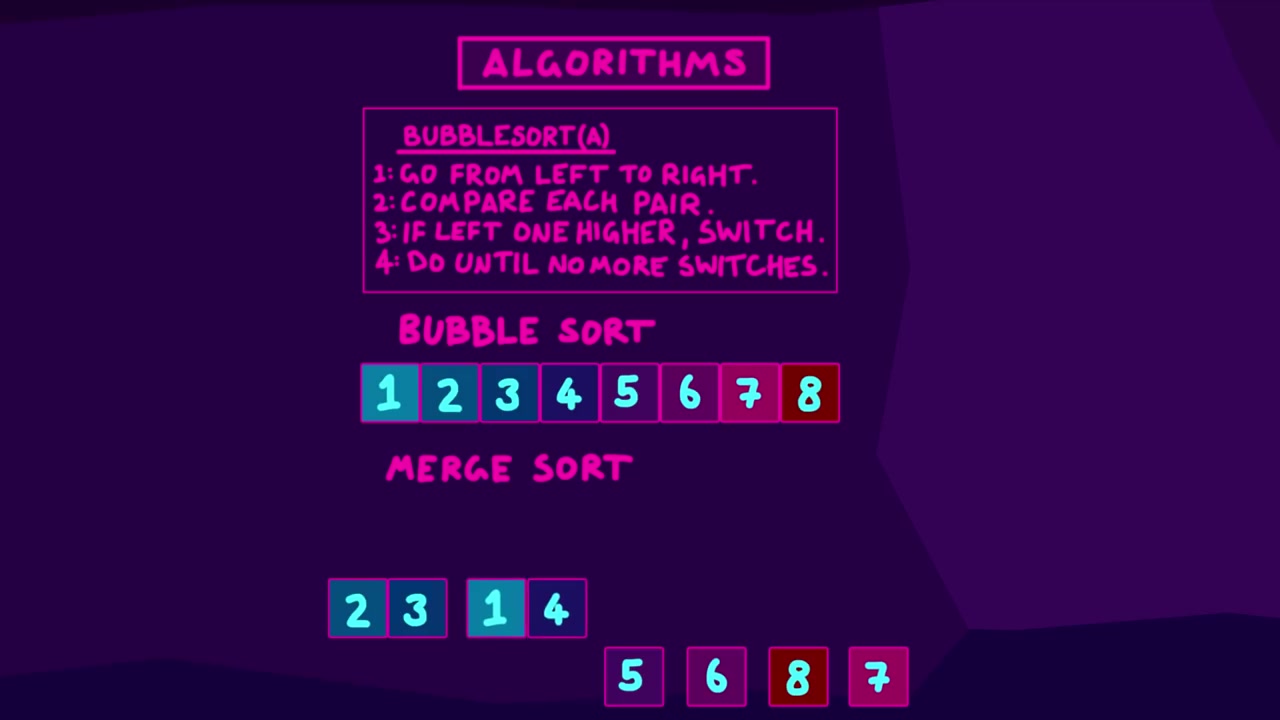 ALGORITHMS
BUBBLESORT(A)
1: GO FROM LEFT TO RIGHT.
2: COMPARE EACH PAIR.
3: IF LEFT ONE HIGHER, SWITCH.
4: DO UNTIL NO MORE SWITCHES.
BUBBLE SORT
1 2 3 4 5 6 7 8
MERGE SORT
2 3 1 4
5 6 8 7